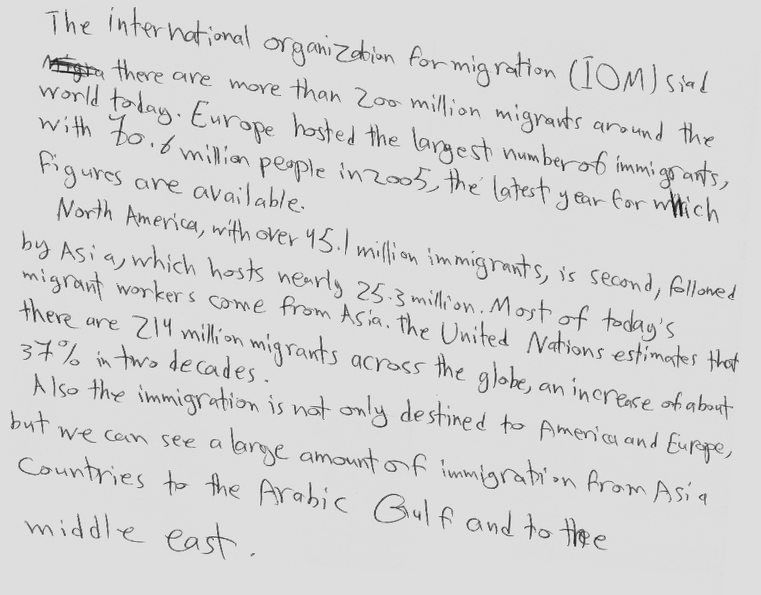 The international organization for migration (IOM) siad
there are more than 200 million migrants around the
world today. Europe hosted the largest number of immigrants,
with 70.6 million people in 2005, the latest year for which
figures are available.
North America, with over 45.1 million immigrants, is second, followed
by Asia, which hosts nearly 25.3 million. Most of today's
migrant workers come from Asia. the United Nations estimates that
there are 214 million migrants across the globe, an increase of about
37% in two decades.
Also the immigration is not only destined to America and Europe,
but we can see a large amount of immigration from Asia
Countries to the Arabic Gulf and to the
middle east.